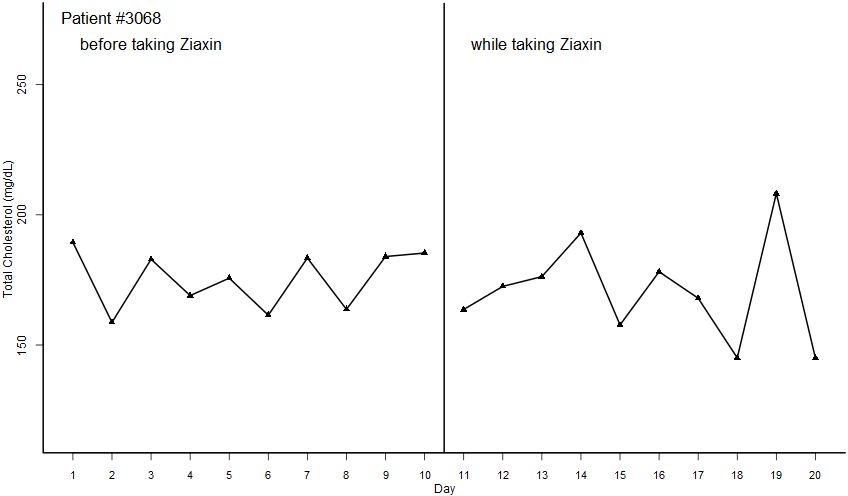 Patient #3068
before taking Ziaxin
while taking Ziaxin
250
200
150
Total Cholesterol (mg/dL)
1 2 3 4 5 6 7 8 9 10 11 12 13 14 15 16 17 18 19 20
Day